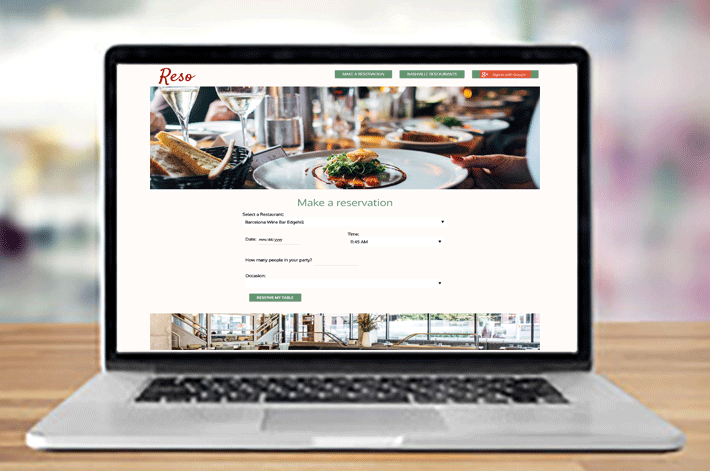 Reso
MAKE A RESERVATION
NASHVILLE RESTAURANTS
Sign in with Google
Make a reservation
Select a Restaurant:
Barcelona Wine Bar Edgehill
Date: mm/dd/yyyy
Time:
11:45 AM
How many people in your party?
Occasion:
RESERVE MY TABLE